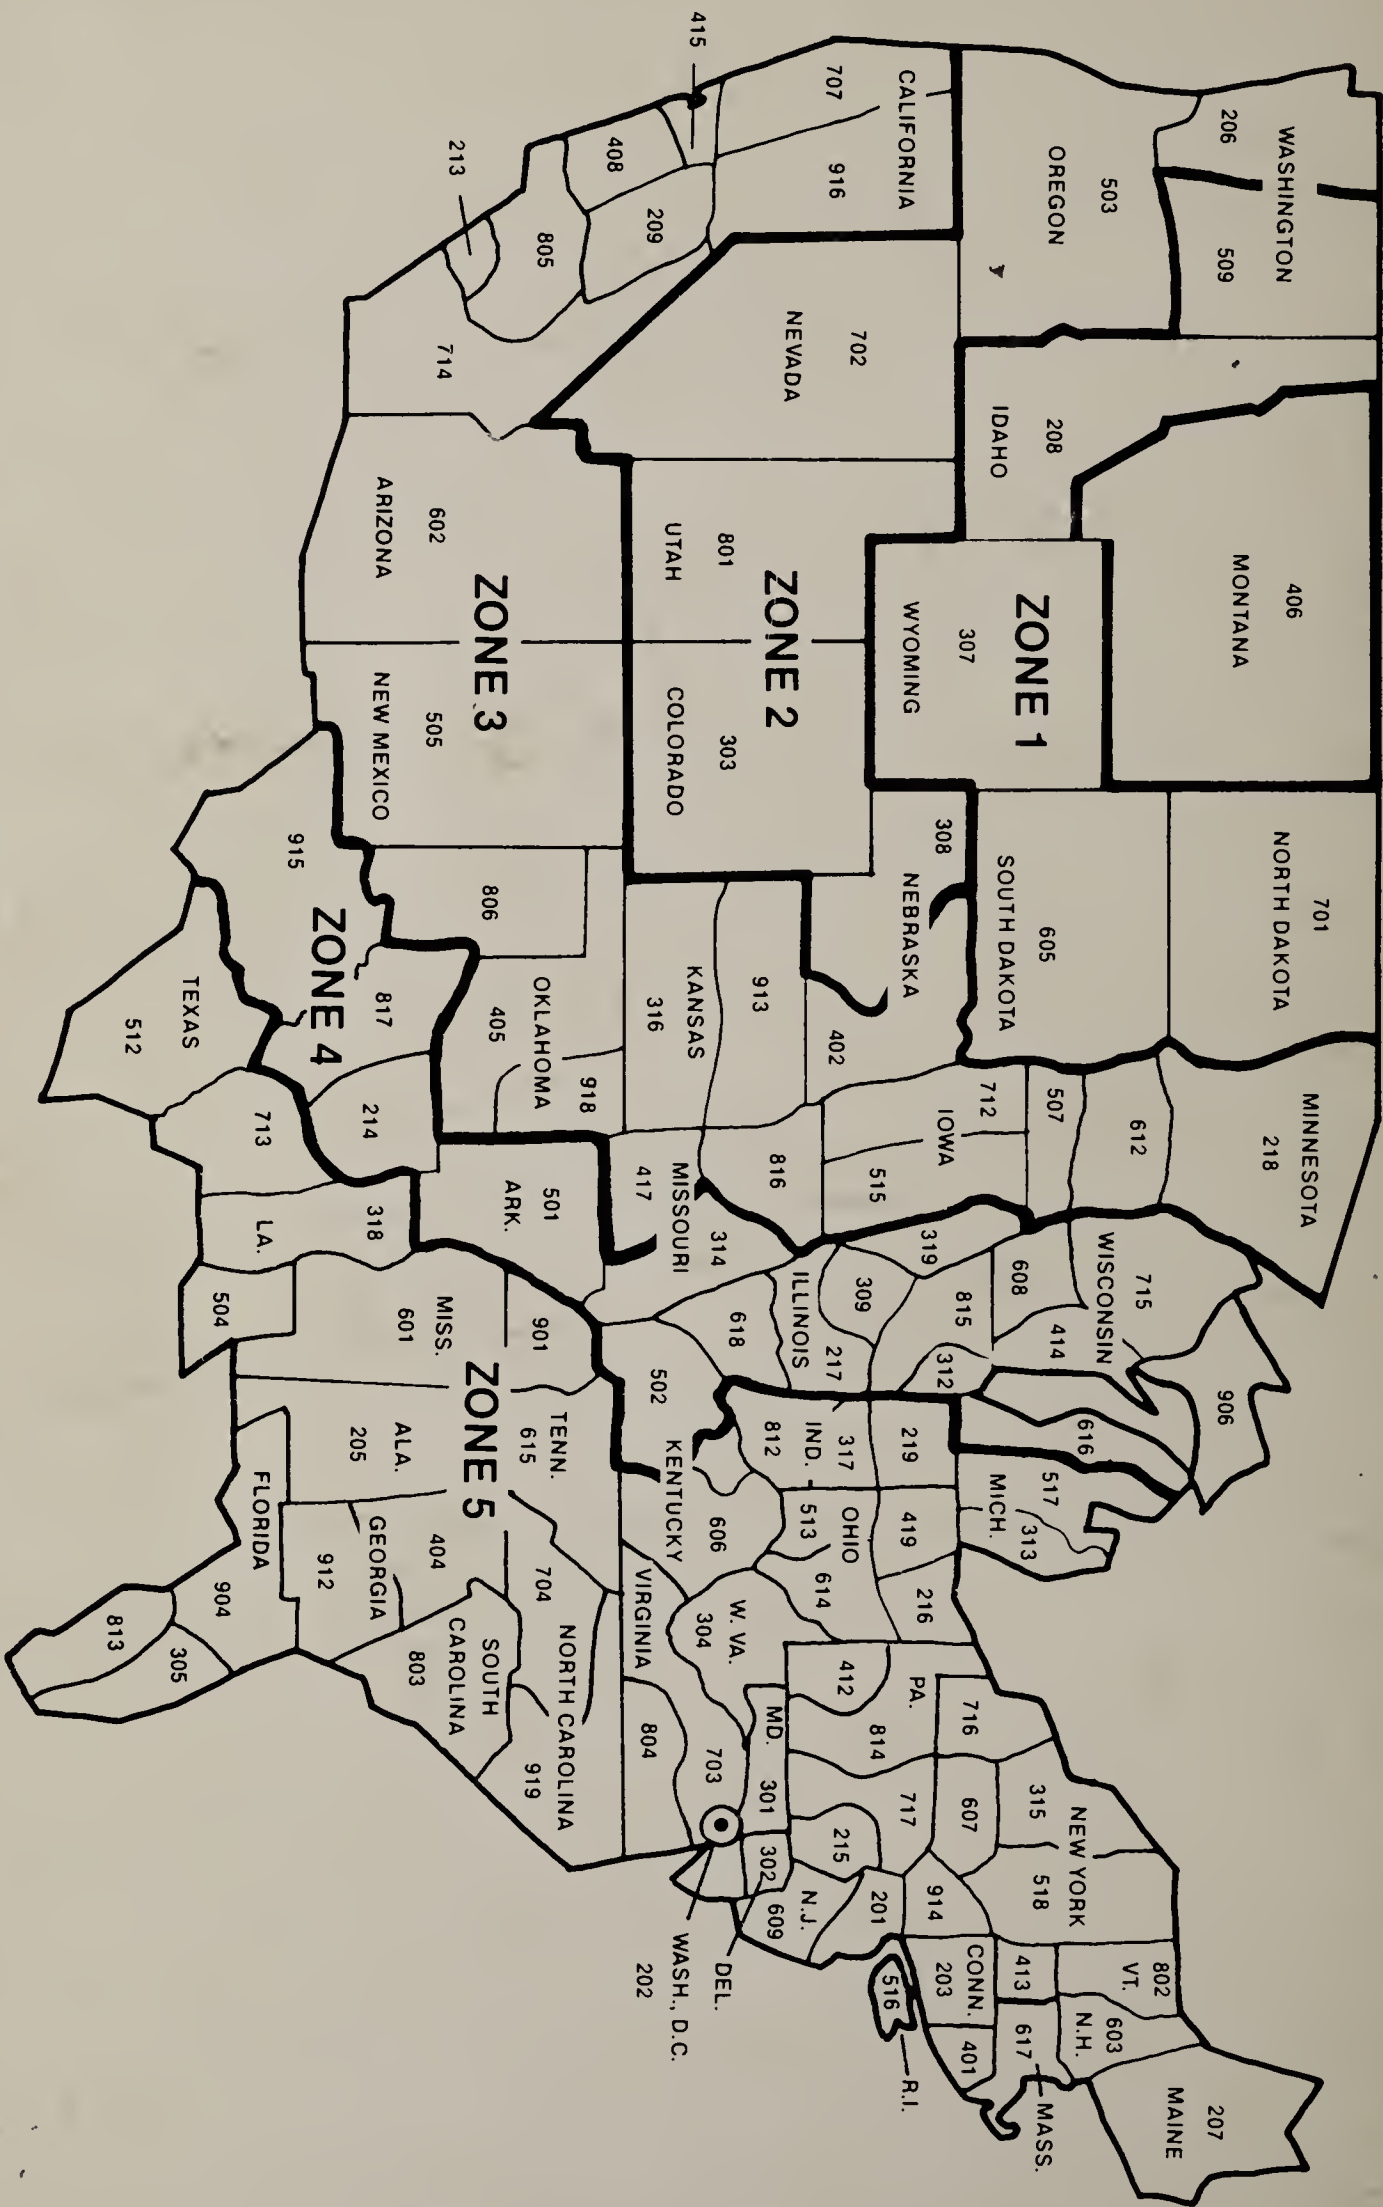 WASHINGTON
206
509
503
OREGON
CALIFORNIA
707
916
415
408
209
213
805
714
702
NEVADA
208
IDAHO
406
MONTANA
ZONE 1
307
WYOMING
ZONE 2
801
UTAH
303
COLORADO
ZONE 3
602
ARIZONA
505
NEW MEXICO
701
NORTH DAKOTA
605
SOUTH DAKOTA
308
NEBRASKA
402
913
KANSAS
316
806
OKLAHOMA
405
918
915
ZONE 4
817
214
TEXAS
512
713
MINNESOTA
218
612
507
712
IOWA
515
816
MISSOURI
417
314
501
ARK.
318
LA.
504
WISCONSIN
715
608
414
906
616
517
MICH.
313
319
815
312
309
ILLINOIS
217
618
219
317
IND.
812
419
OHIO
513
216
614
502
KENTUCKY
606
ZONE 5
901
MISS.
601
TENN.
615
ALA.
205
404
GEORGIA
912
FLORIDA
904
813
305
704
NORTH CAROLINA
919
SOUTH
CAROLINA
803
VIRGINIA
804
703
W. VA.
304
MD.
301
302
DEL.
WASH., D.C.
202
PA.
412
814
717
215
716
315
NEW YORK
607
518
914
N.J.
201
609
516
CONN.
203
401
R.I.
413
617
MASS.
802
VT.
603
N.H.
207
MAINE